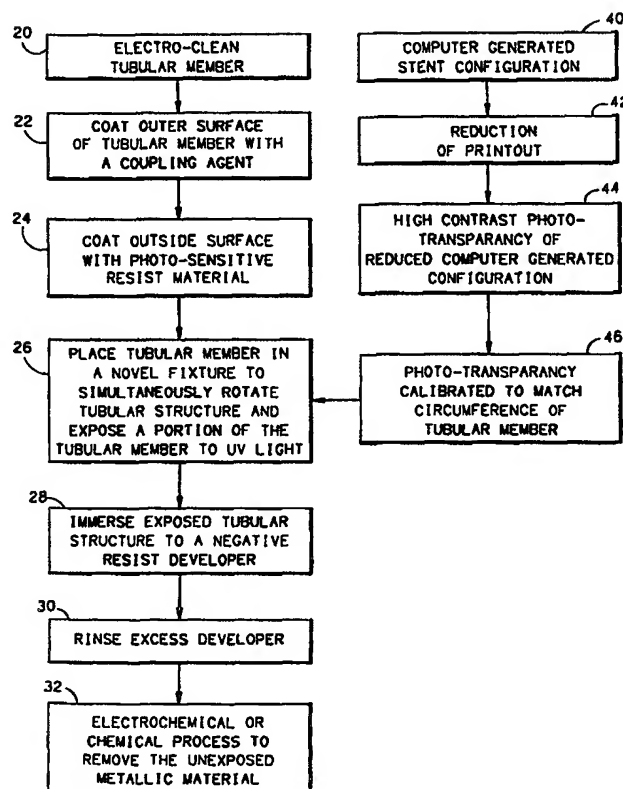 20
ELECTRO-CLEAN
TUBULAR MEMBER
22
COAT OUTER SURFACE
OF TUBULAR MEMBER WITH
A COUPLING AGENT
24
COAT OUTSIDE SURFACE
WITH PHOTO-SENSITIVE
RESIST MATERIAL
26
PLACE TUBULAR MEMBER IN
A NOVEL FIXTURE TO
SIMULTANEOUSLY ROTATE
TUBULAR STRUCTURE AND
EXPOSE A PORTION OF THE
TUBULAR MEMBER TO UV LIGHT
28
IMMERSE EXPOSED TUBULAR
STRUCTURE TO A NEGATIVE
RESIST DEVELOPER
30
RINSE EXCESS DEVELOPER
32
ELECTROCHEMICAL OR
CHEMICAL PROCESS TO
REMOVE THE UNEXPOSED
METALLIC MATERIAL
40
COMPUTER GENERATED
STENT CONFIGURATION
42
REDUCTION
OF PRINTOUT
44
HIGH CONTRAST PHOTO-
TRANSPARANCY OF
REDUCED COMPUTER GENERATED
CONFIGURATION
46
PHOTO-TRANSPARANCY
CALIBRATED TO MATCH
CIRCUMFERENCE OF
TUBULAR MEMBER